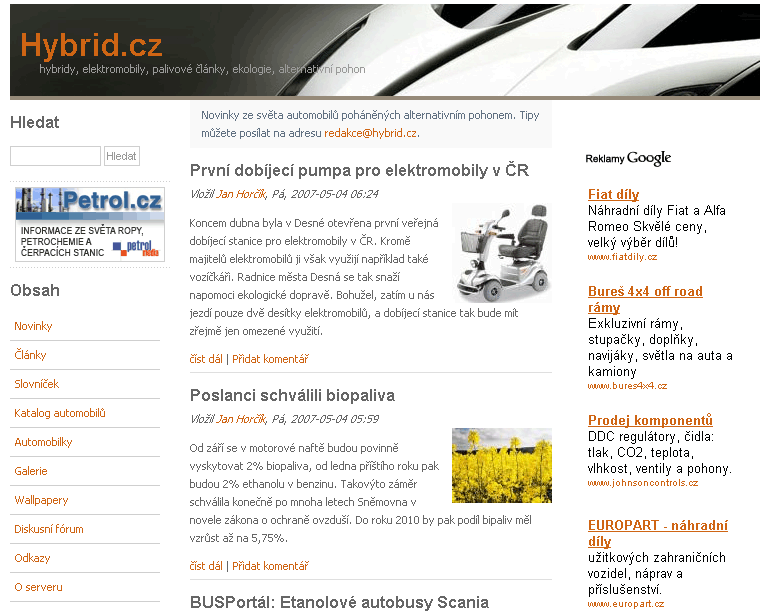 Hybrid.cz
hybridy, elektromobily, palivové články, ekologie, alternativní pohon
Hledat
Hledat
Petrol.cz
INFORMACE ZE SVĚTA ROPY,
PETROCHEMIE A
ČERPACÍCH STANIC
petrol
media
Obsah
Novinky
Články
Slovníček
Katalog automobilů
Automobilky
Galerie
Wallpapery
Diskusní fórum
Odkazy
O serveru
Novinky ze světa automobilů poháněných alternativním pohonem. Tipy
můžete posílat na adresu redakce@hybrid.cz.
První dobíjecí pumpa pro elektromobily v ČR
Vložil Jan Horčík, Pá, 2007-05-04 06:24
Koncem dubna byla v Desné otevřena první veřejná
dobíjecí stanice pro elektromobily v ČR. Kromě
majitelů elektromobilů ji však využijí například také
vozíčkáři. Radnice města Desná se tak snaží
napomoci ekologické dopravě. Bohužel, zatím u nás
jezdí pouze dvě desítky elektromobilů, a dobíjecí stanice tak bude mít
zřejmě jen omezené využití.
číst dál | Přidat komentář
Poslanci schválili biopaliva
Vložil Jan Horčík, Pá, 2007-05-04 05:59
Od září se v motorové naftě budou povinně
vyskytovat 2% biopaliva, od ledna příštího roku pak
budou 2% ethanolu v benzinu. Takovýto záměr
schválila konečně po mnoha letech Sněmovna v
novele zákona o ochraně ovzduší. Do roku 2010 by pak podíl bipaliv měl
vzrůst až na 5,75%.
číst dál | Přidat komentář
BUSPortál: Etanolové autobusy Scania
Reklamy Google
Fiat díly
Náhradní díly Fiat a Alfa
Romeo Skvělé ceny,
velký výběr dílů!
www.fiatdily.cz
Bureš 4x4 off road
rámy
Exkluzivní rámy,
stupačky, doplňky,
navijáky, světla na auta a
kamiony
www.bures4x4.cz
Prodej komponentů
DDC regulátory, čidla:
tlak, CO2, teplota,
vlhkost, ventily a pohony.
www.johnsoncontrols.cz
EUROPART - náhradní
díly
užitkových zahraničních
vozidel, náprav a
příslušenství.
www.europart.cz